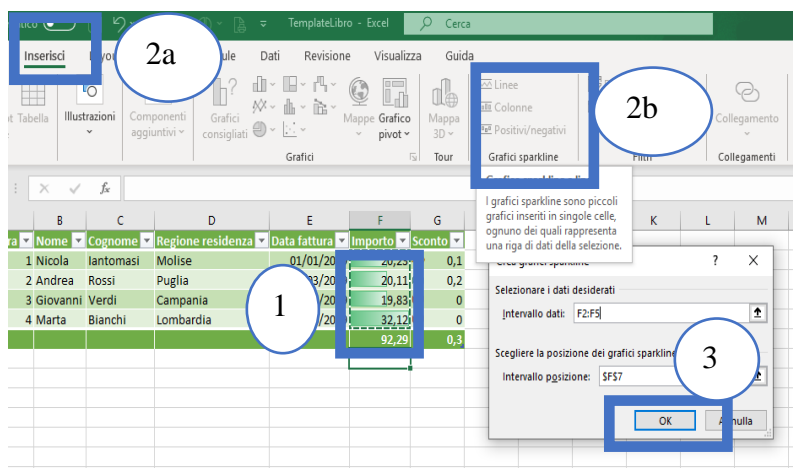 TemplateLibro - Excel Cerca
Inserisci Dati Revisione Visualizza Guida
2a
2b
Tabella Illustrazioni Componenti aggiuntivi Grafici consigliati Mappe Grafico pivot Mappa 3D Linee Collegamento
Colonne
Positivi/negativi
Grafici Tour Grafici sparkline Filtri Collegamenti
fx
I grafici sparkline sono piccoli
grafici inseriti in singole celle,
ognuno dei quali rappresenta
una riga di dati della selezione.
B C D E F G K L M
Nome Cognome Regione residenza Data fattura Importo Sconto
1 Nicola Iantomasi Molise 01/01/20 20,23 0,1
2 Andrea Rossi Puglia 20,11 0,2
3 Giovanni Verdi Campania 19,83 0
4 Marta Bianchi Lombardia 32,12 0
92,29 0,3
1
Crea grafici sparkline ? X
Selezionare i dati desiderati
Intervallo dati: F2:F5
Scegliere la posizione dei grafici sparkline
Intervallo posizione: $F$7
3
OK Annulla